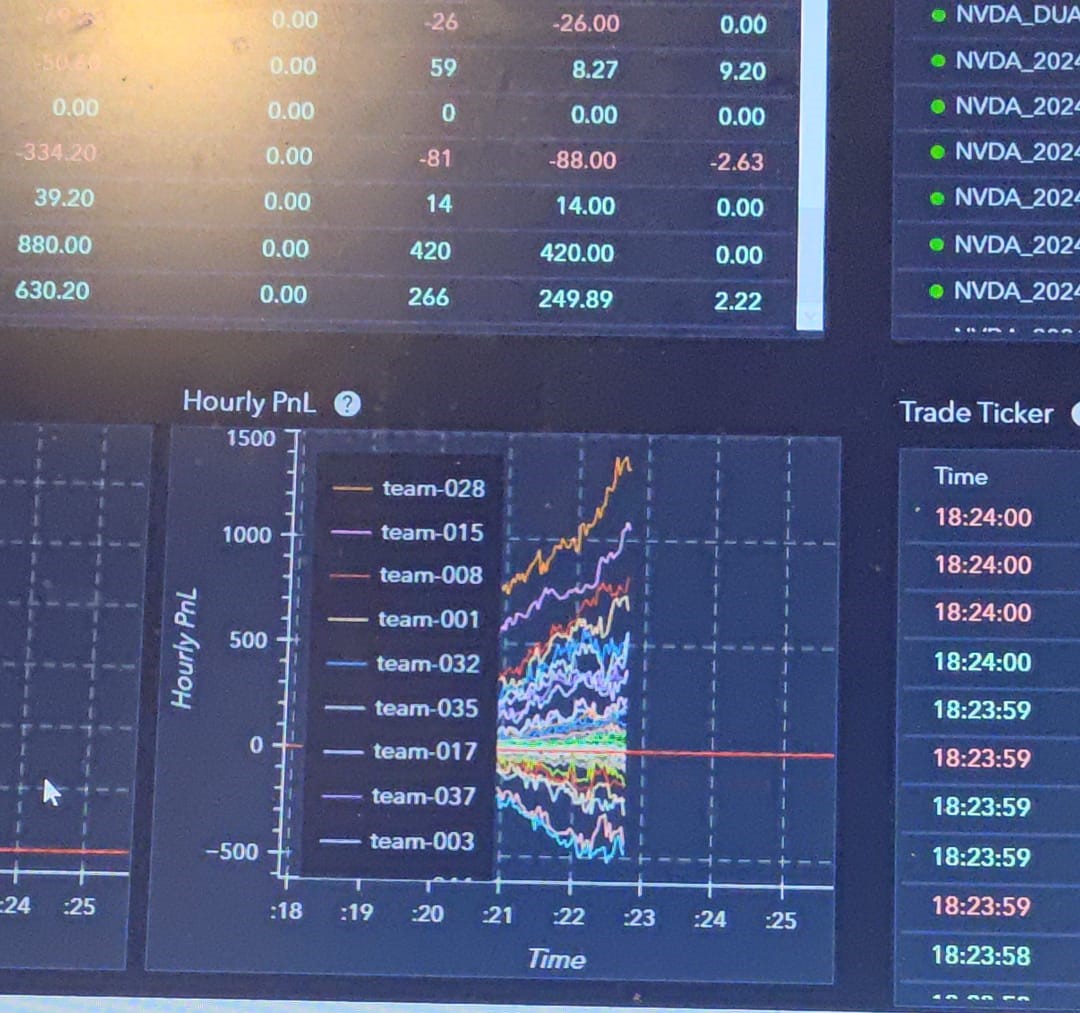 0.00 -26 -26.00 0.00
0.00 59 8.27 9.20
0.00 0.00 0 0.00 0.00
-334.20 0.00 -81 -88.00 -2.63
39.20 0.00 14 14.00 0.00
880.00 0.00 420 420.00 0.00
630.20 0.00 266 249.89 2.22
NVDA_DUA
NVDA_2024
NVDA_2024
NVDA_2024
NVDA_2024
NVDA_2024
NVDA_2024
:24 :25
Hourly PnL ?
1500
1000
500
0
−500
Hourly PnL
team-028
team-015
team-008
team-001
team-032
team-035
team-017
team-037
team-003
:18 :19 :20 :21 :22 :23 :24 :25
Time
Trade Ticker
Time
18:24:00
18:24:00
18:24:00
18:24:00
18:23:59
18:23:59
18:23:59
18:23:59
18:23:59
18:23:58